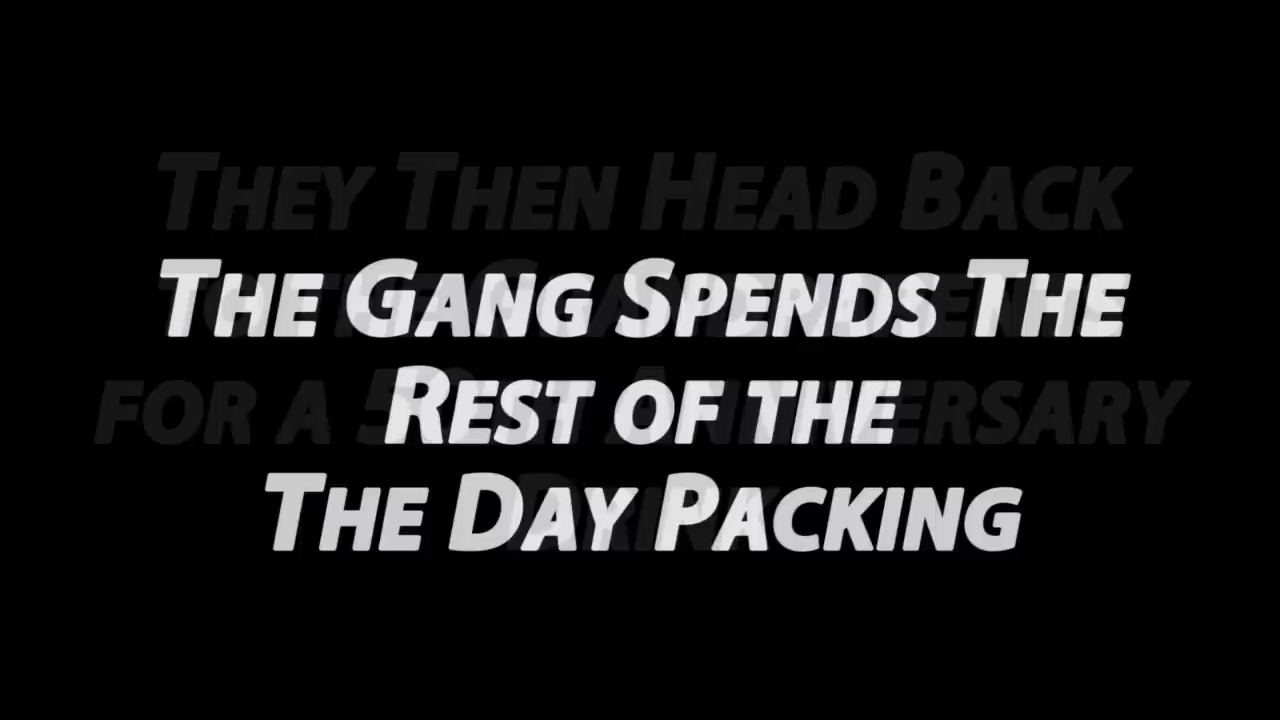 They Then Head Back
The Gang Spends The
Rest of the
for a Anniversary
The Day Packing